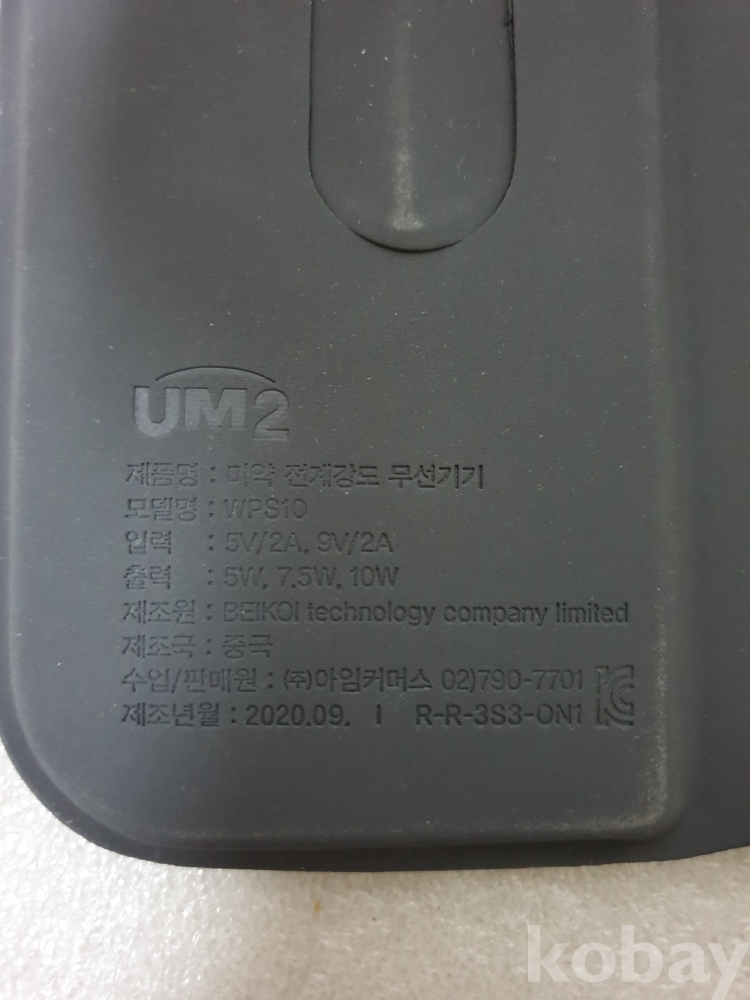 UM2
제품명 : 미약 전계강도 무선기기
모델명 : WPS10
입력 : 5V/2A, 9V/2A
출력 : 5W, 7.5W, 10W
제조원 : BEIKOI technology company limited
제조국 : 중국
수입/판매원 : (주)아임커머스 02)790-7701
제조년월 : 2020.09. I R-R-3S3-ON1
kobay